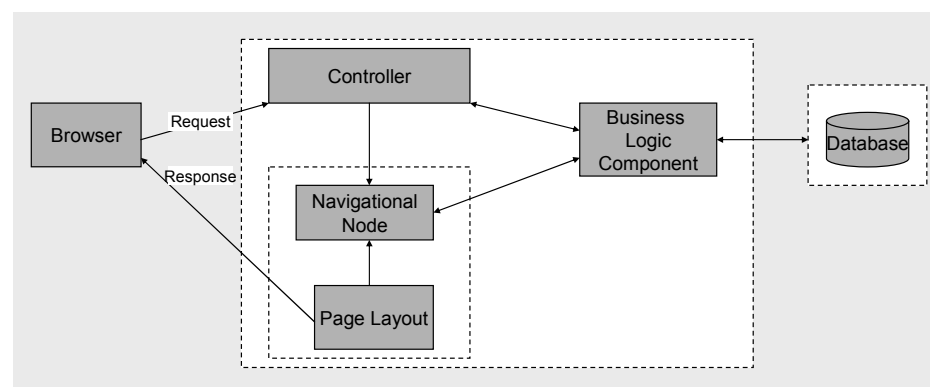 Controller
Request
Browser
Business
Logic
Component
Database
Response
Navigational
Node
Page Layout